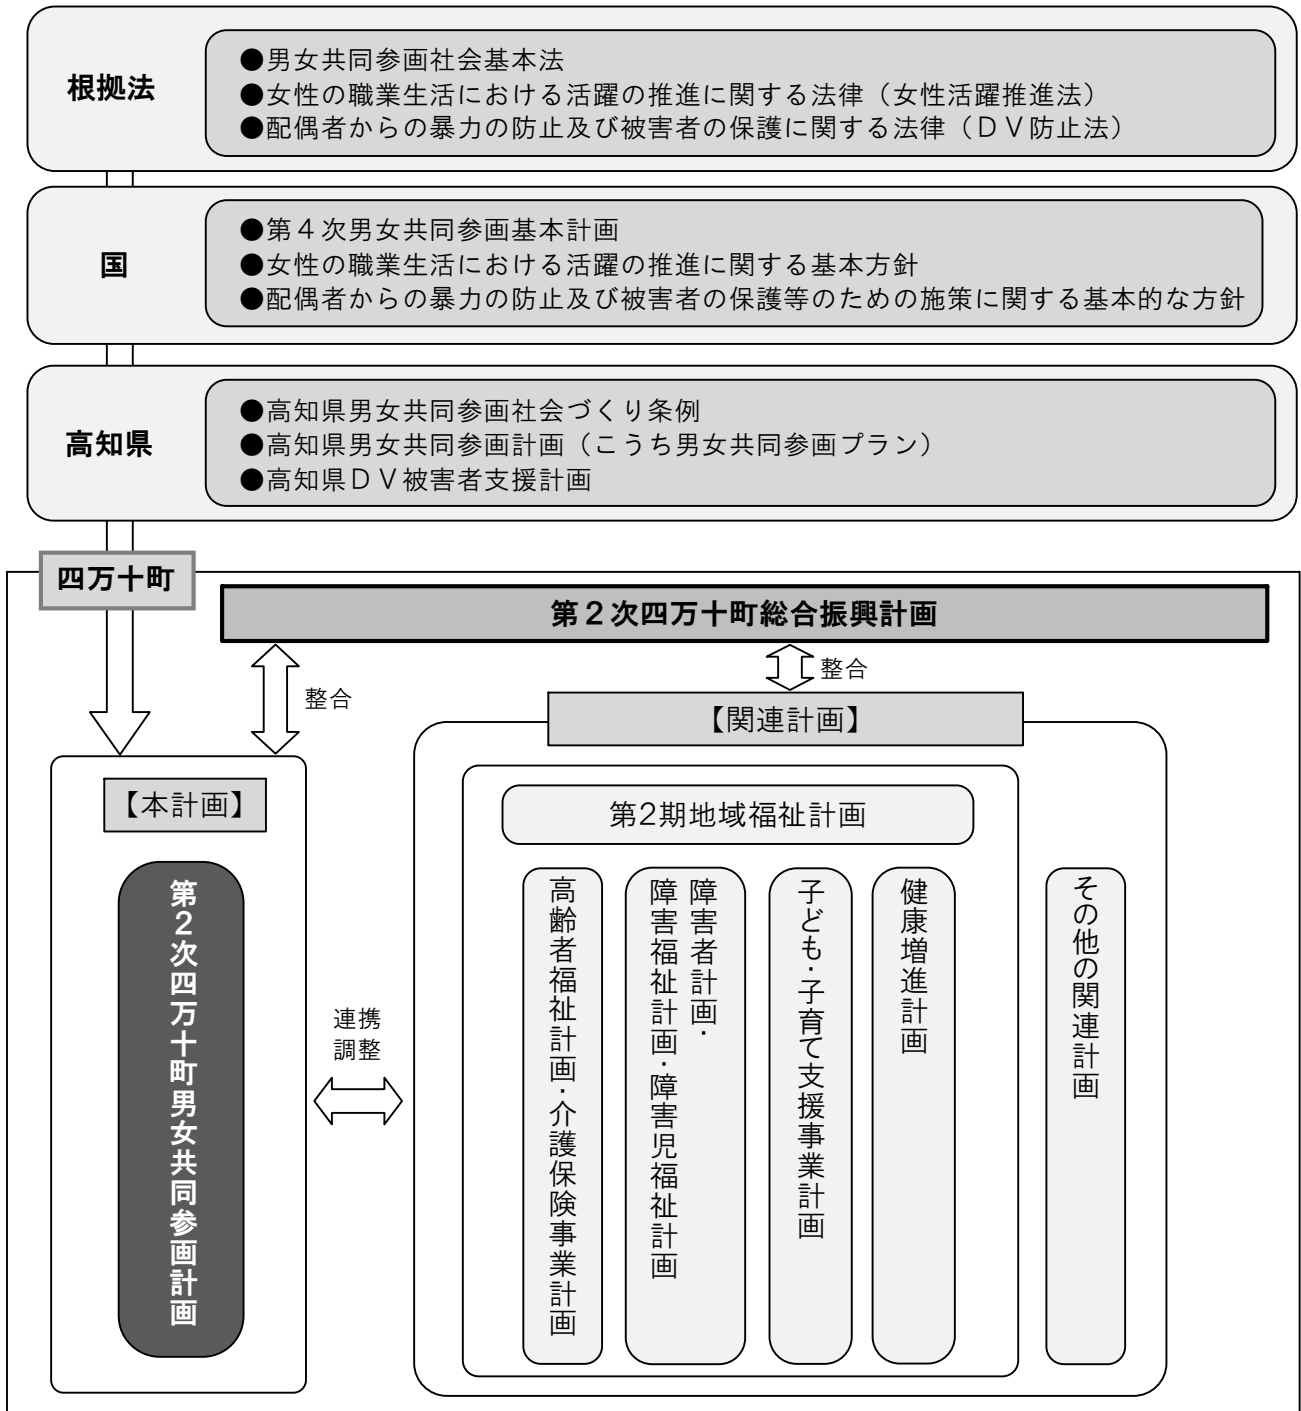 根拠法
●男女共同参画社会基本法
●女性の職業生活における活躍の推進に関する法律（女性活躍推進法）
●配偶者からの暴力の防止及び被害者の保護に関する法律（ＤＶ防止法）
国
●第４次男女共同参画基本計画
●女性の職業生活における活躍の推進に関する基本方針
●配偶者からの暴力の防止及び被害者の保護等のための施策に関する基本的な方針
高知県
●高知県男女共同参画社会づくり条例
●高知県男女共同参画計画（こうち男女共同参画プラン）
●高知県ＤＶ被害者支援計画
四万十町
第２次四万十町総合振興計画
整合
整合
【本計画】
第２次四万十町男女共同参画計画
連携
調整
【関連計画】
第2期地域福祉計画
高齢者福祉計画・介護保険事業計画
障害者計画・
障害福祉計画・障害児福祉計画
子ども・子育て支援事業計画
健康増進計画
その他の関連計画